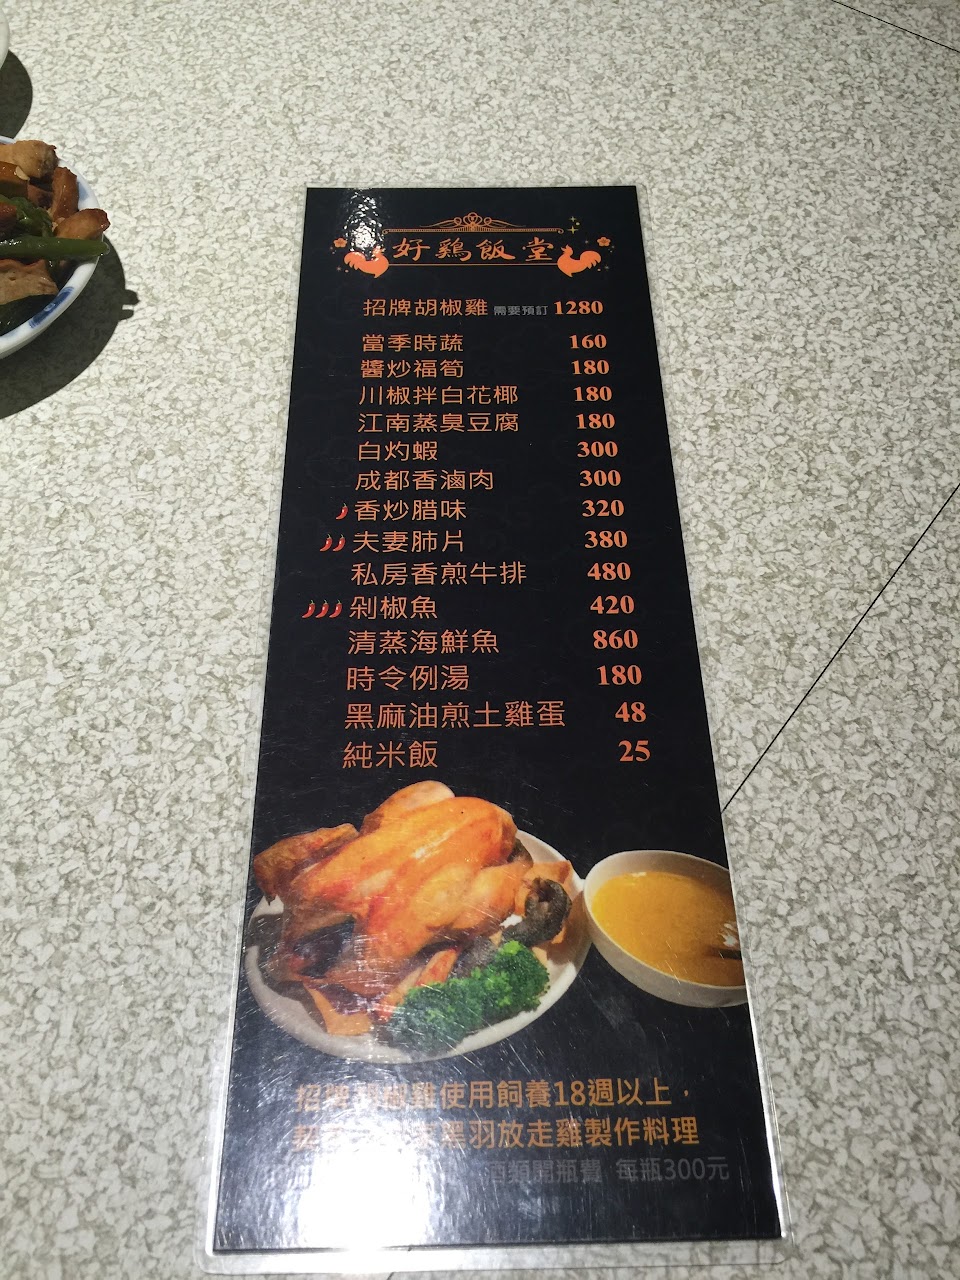 好鷄飯堂
招牌胡椒雞 需要預訂 1280
當季時蔬 160
醬炒福筍 180
川椒拌白花椰 180
江南蒸臭豆腐 180
白灼蝦 300
成都香滷肉 300
香炒腊味 320
夫妻肺片 380
私房香煎牛排 480
剁椒魚 420
清蒸海鮮魚 860
時令例湯 180
黑麻油煎土雞蛋 48
純米飯 25
招牌胡椒雞使用飼養18週以上，
黑羽放走雞製作料理
酒類開瓶費 每瓶300元